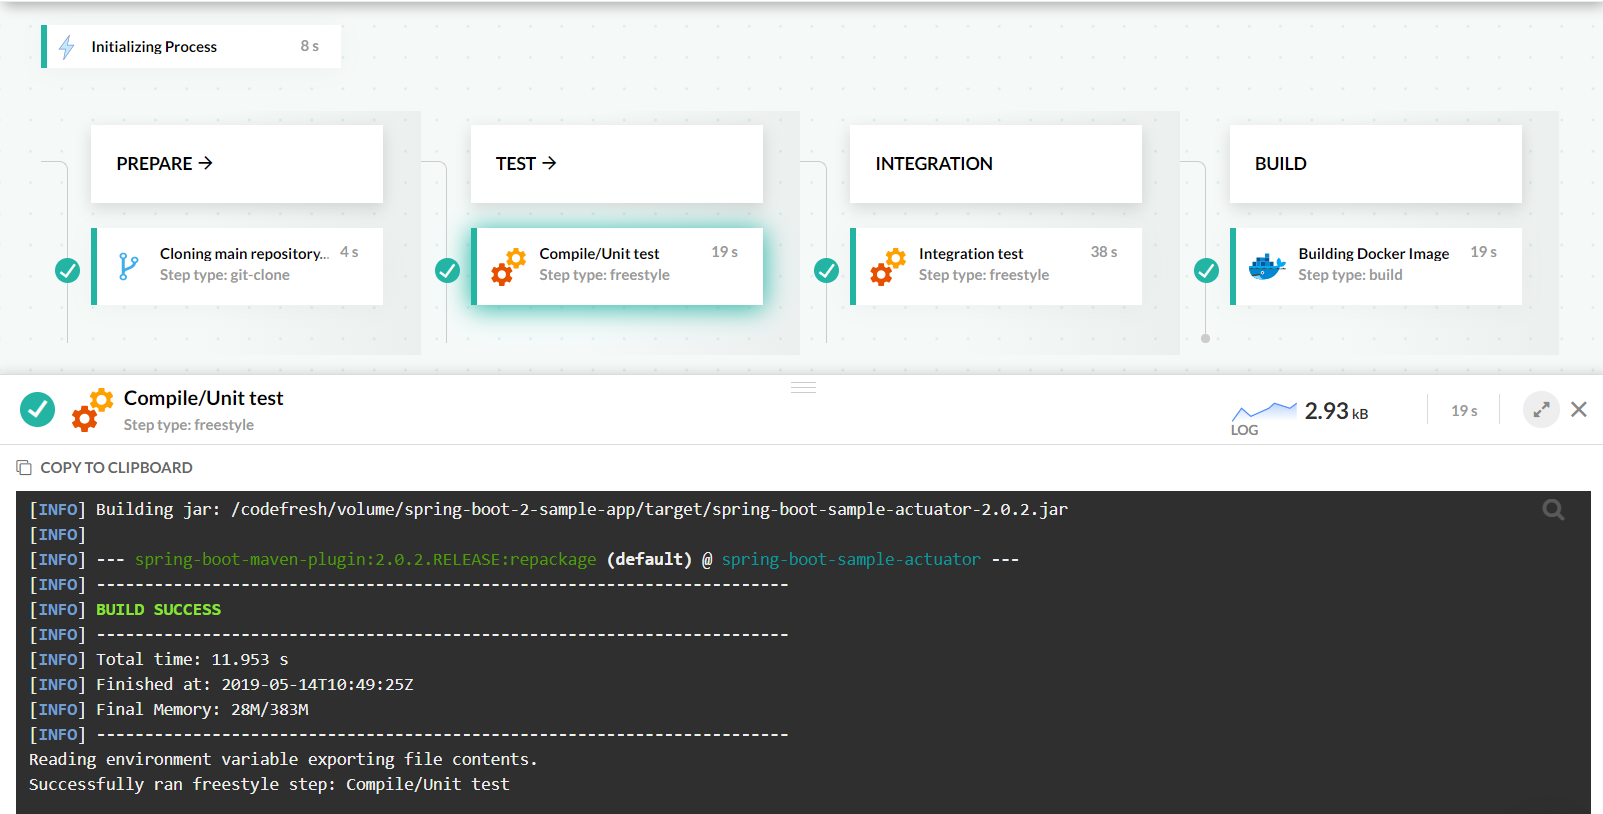 Initializing Process 8 s
PREPARE → TEST → INTEGRATION BUILD
Cloning main repository... 4 s
Step type: git-clone
Compile/Unit test 19 s
Step type: freestyle
Integration test 38 s
Step type: freestyle
Building Docker Image 19 s
Step type: build
Compile/Unit test
Step type: freestyle
LOG 2.93 kB 19 s
COPY TO CLIPBOARD
[INFO] Building jar: /codefresh/volume/spring-boot-2-sample-app/target/spring-boot-sample-actuator-2.0.2.jar
[INFO]
[INFO] --- spring-boot-maven-plugin:2.0.2.RELEASE:repackage (default) @ spring-boot-sample-actuator ---
[INFO] ------------------------------------------------------------------------
[INFO] BUILD SUCCESS
[INFO] ------------------------------------------------------------------------
[INFO] Total time: 11.953 s
[INFO] Finished at: 2019-05-14T10:49:25Z
[INFO] Final Memory: 28M/383M
[INFO] ------------------------------------------------------------------------
Reading environment variable exporting file contents.
Successfully ran freestyle step: Compile/Unit test